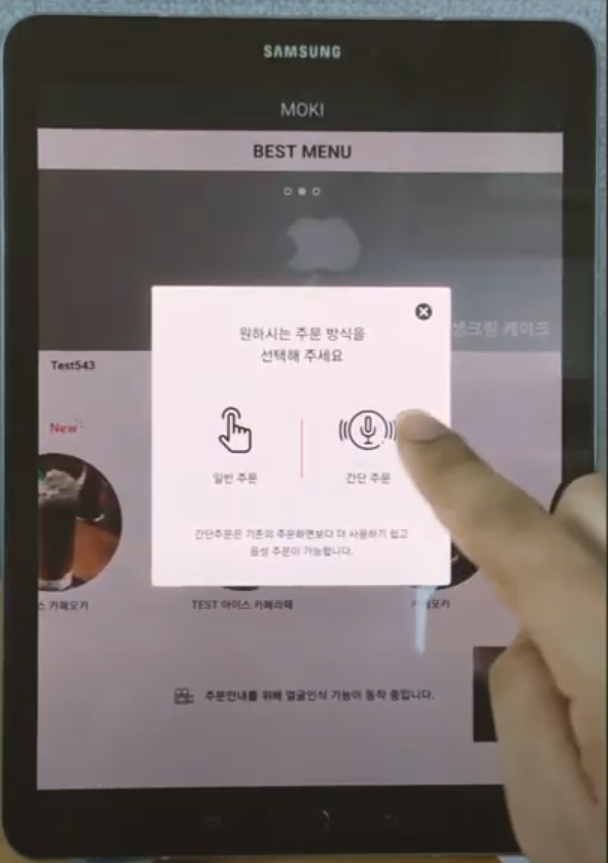 SAMSUNG
MOKI
BEST MENU
생크림 케이크
원하시는 주문 방식을
선택해 주세요
Test543
New
일반 주문
간단 주문
간단주문은 기존의 주문화면보다 더 사용하기 쉽고
음성 주문이 가능합니다.
스 카페모카
TEST 아이스 카페라떼
카페모카
주문안내를 위해 얼굴인식 기능이 동작 중입니다.